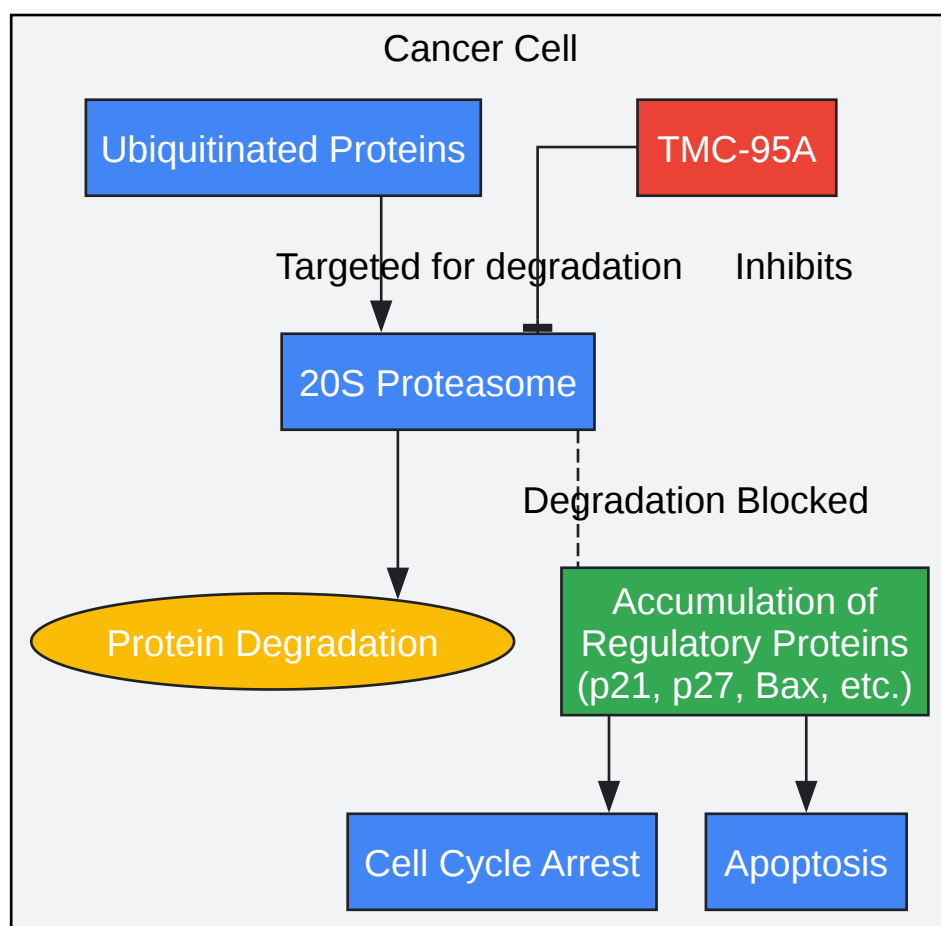 Cancer Cell
Ubiquitinated Proteins
TMC-95A
Targeted for degradation
Inhibits
20S Proteasome
Degradation Blocked
Accumulation of
Regulatory Proteins
(p21, p27, Bax, etc.)
Protein Degradation
Cell Cycle Arrest
Apoptosis